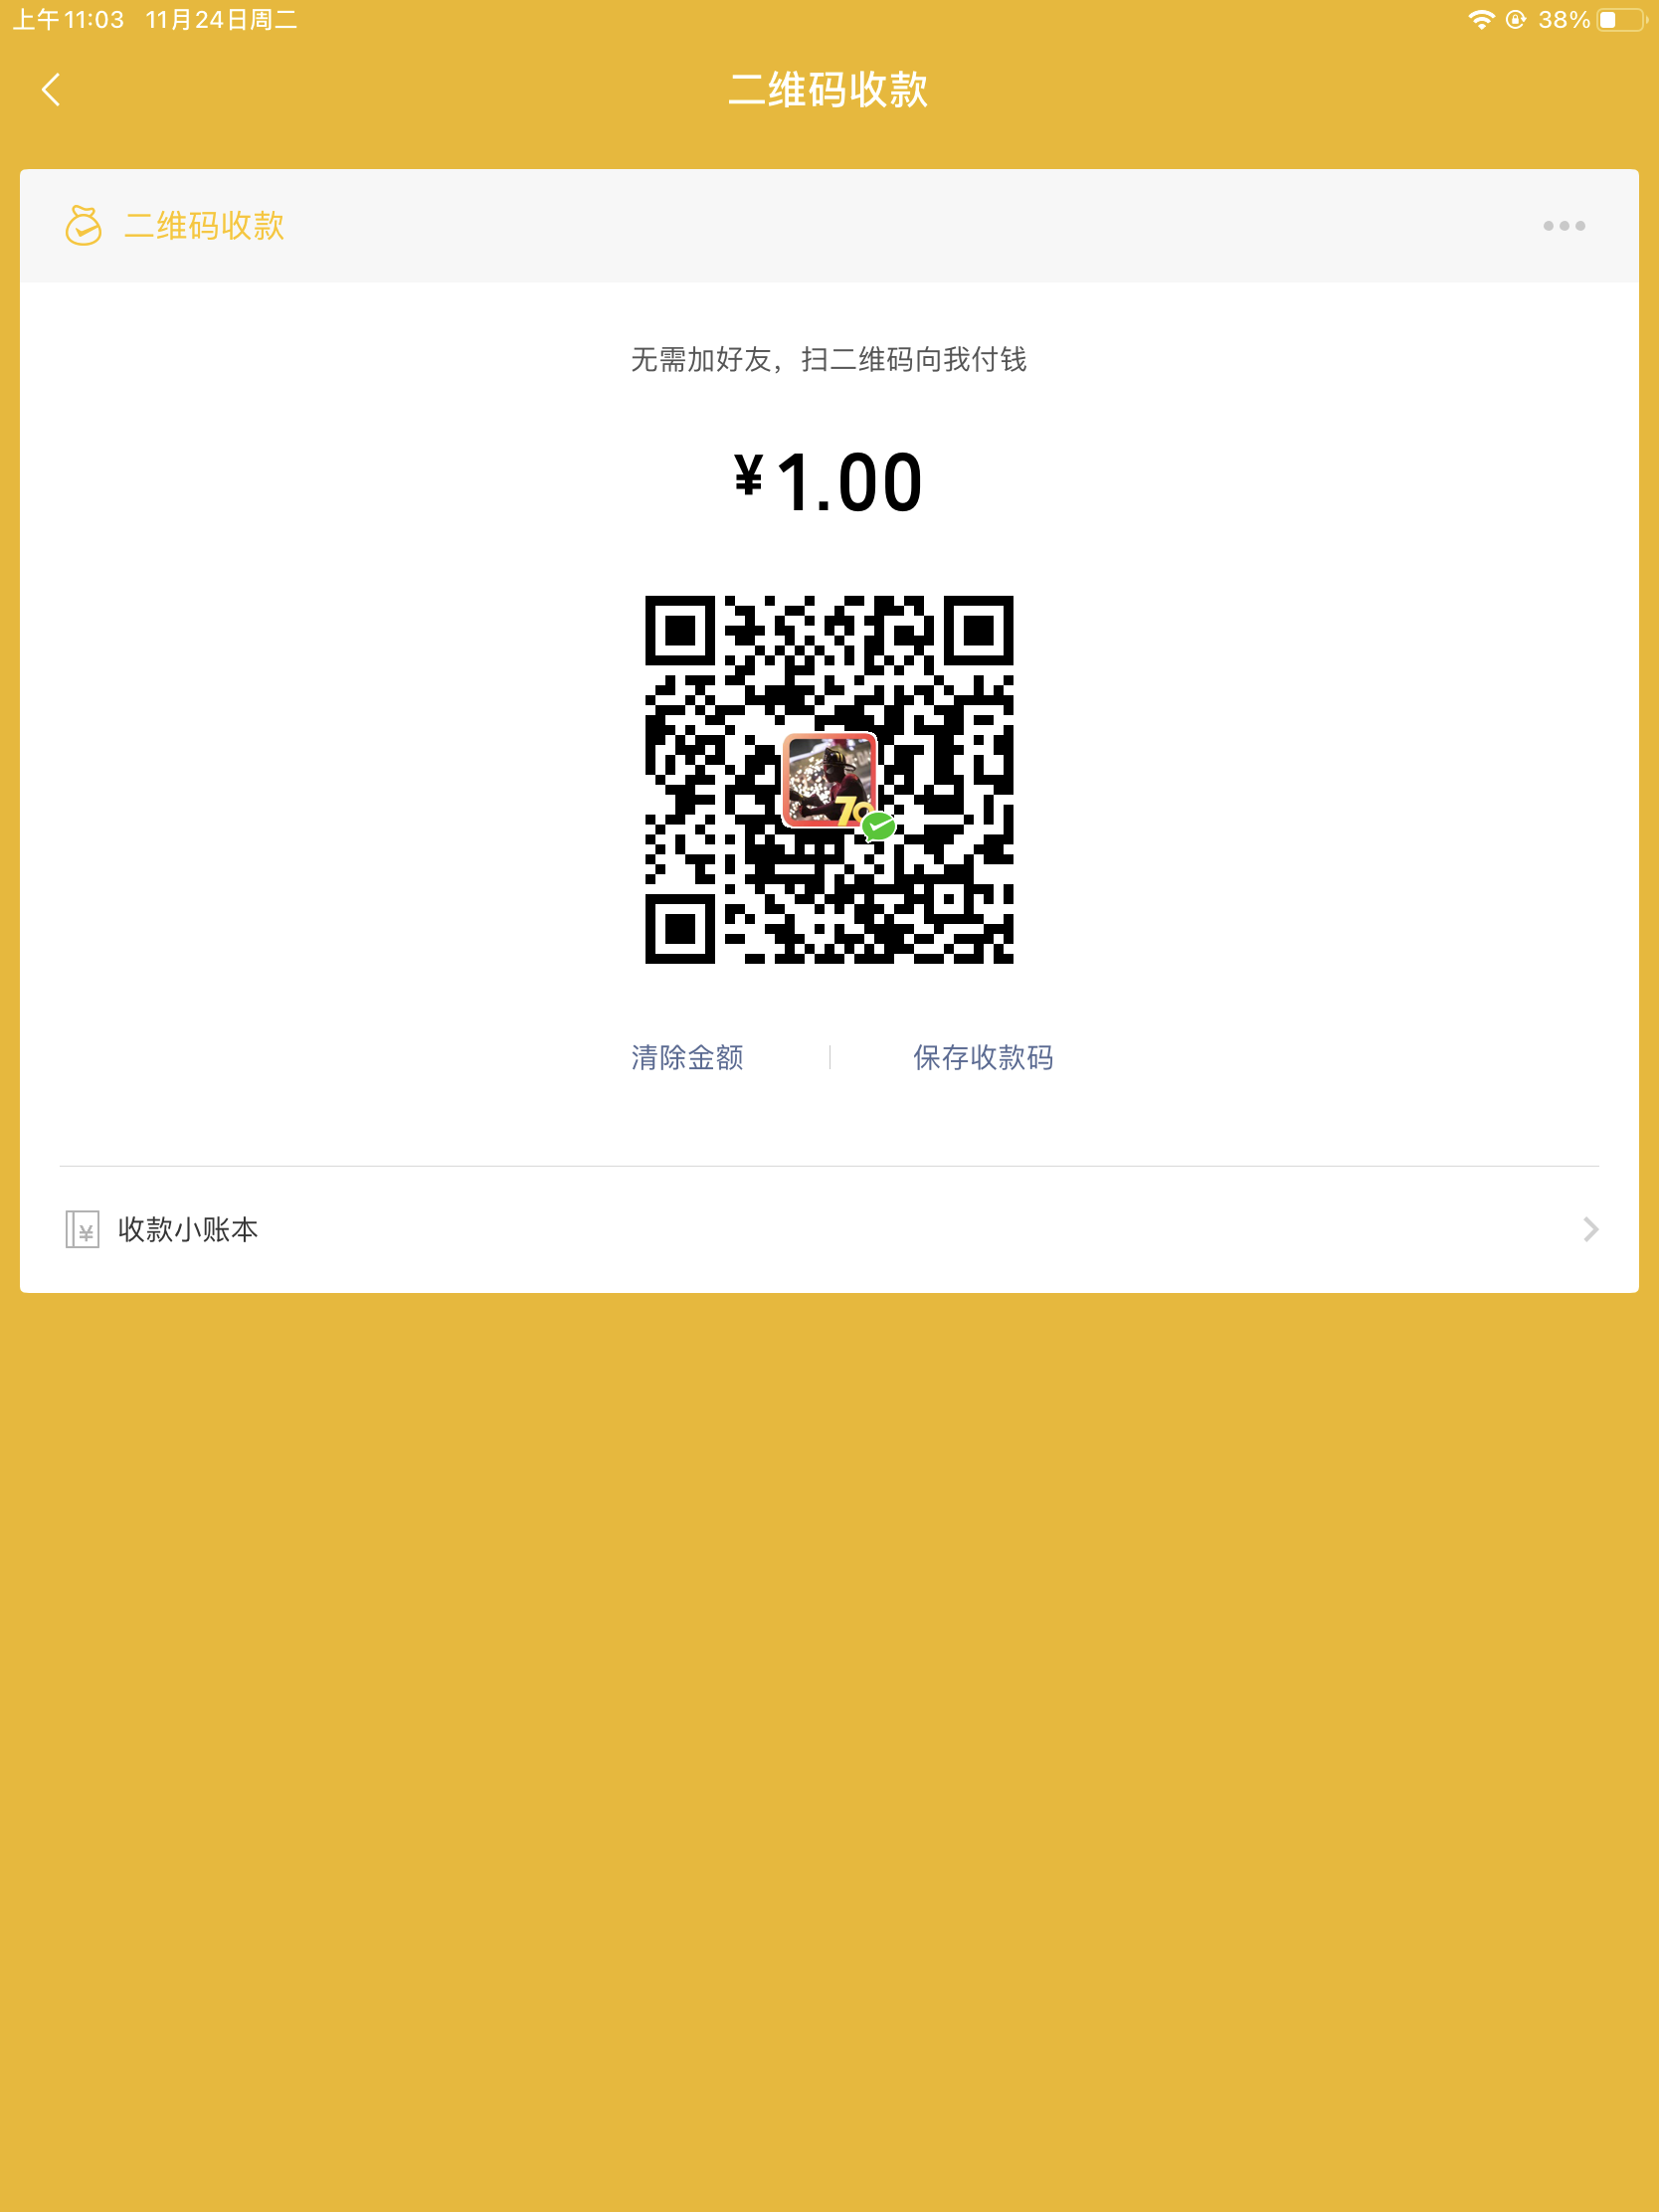 上午11:03 11月24日周二 38%
二维码收款
二维码收款
无需加好友，扫二维码向我付钱
¥1.00
70
清除金额 保存收款码
¥ 收款小账本